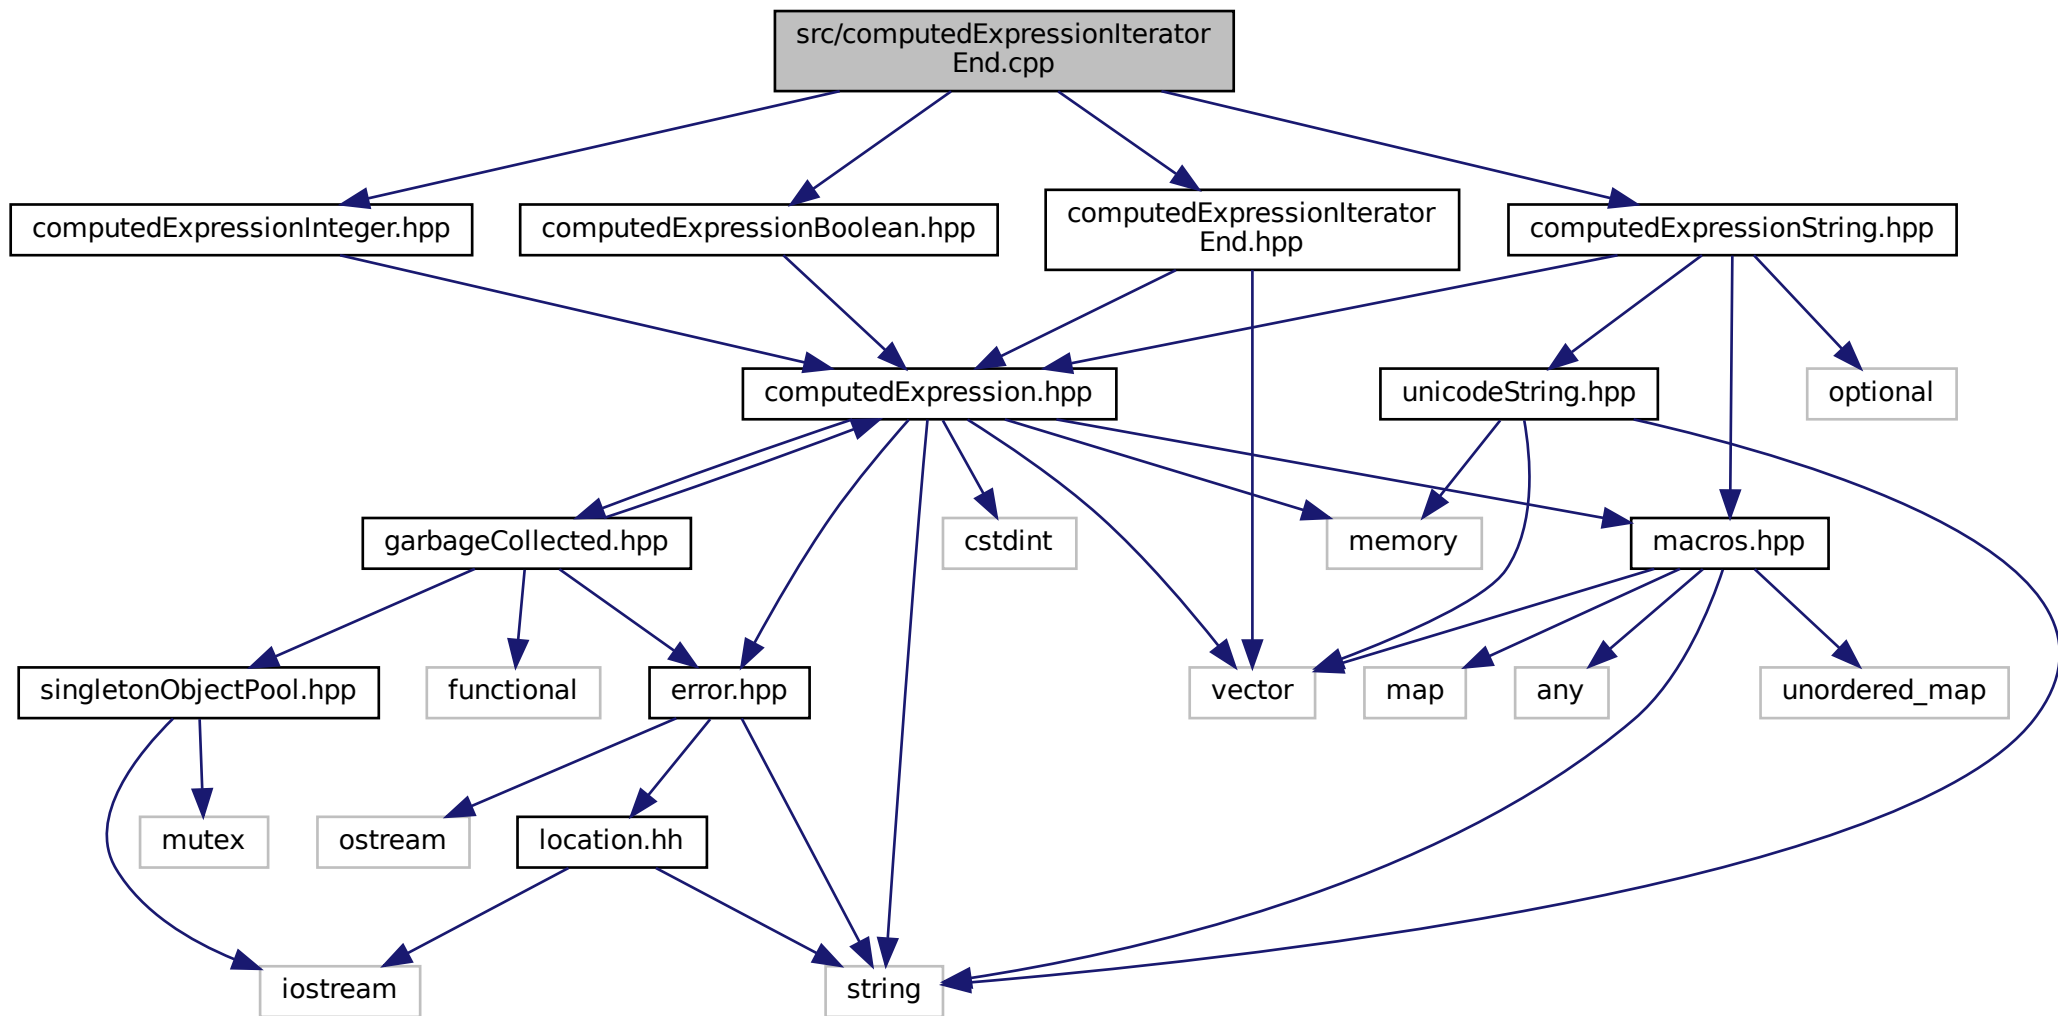 src/computedExpressionIterator
End.cpp
computedExpressionInteger.hpp
computedExpressionBoolean.hpp
computedExpressionIterator
End.hpp
computedExpressionString.hpp
computedExpression.hpp
unicodeString.hpp
optional
garbageCollected.hpp
cstdint
memory
macros.hpp
singletonObjectPool.hpp
functional
error.hpp
vector
map
any
unordered_map
mutex
ostream
location.hh
iostream
string